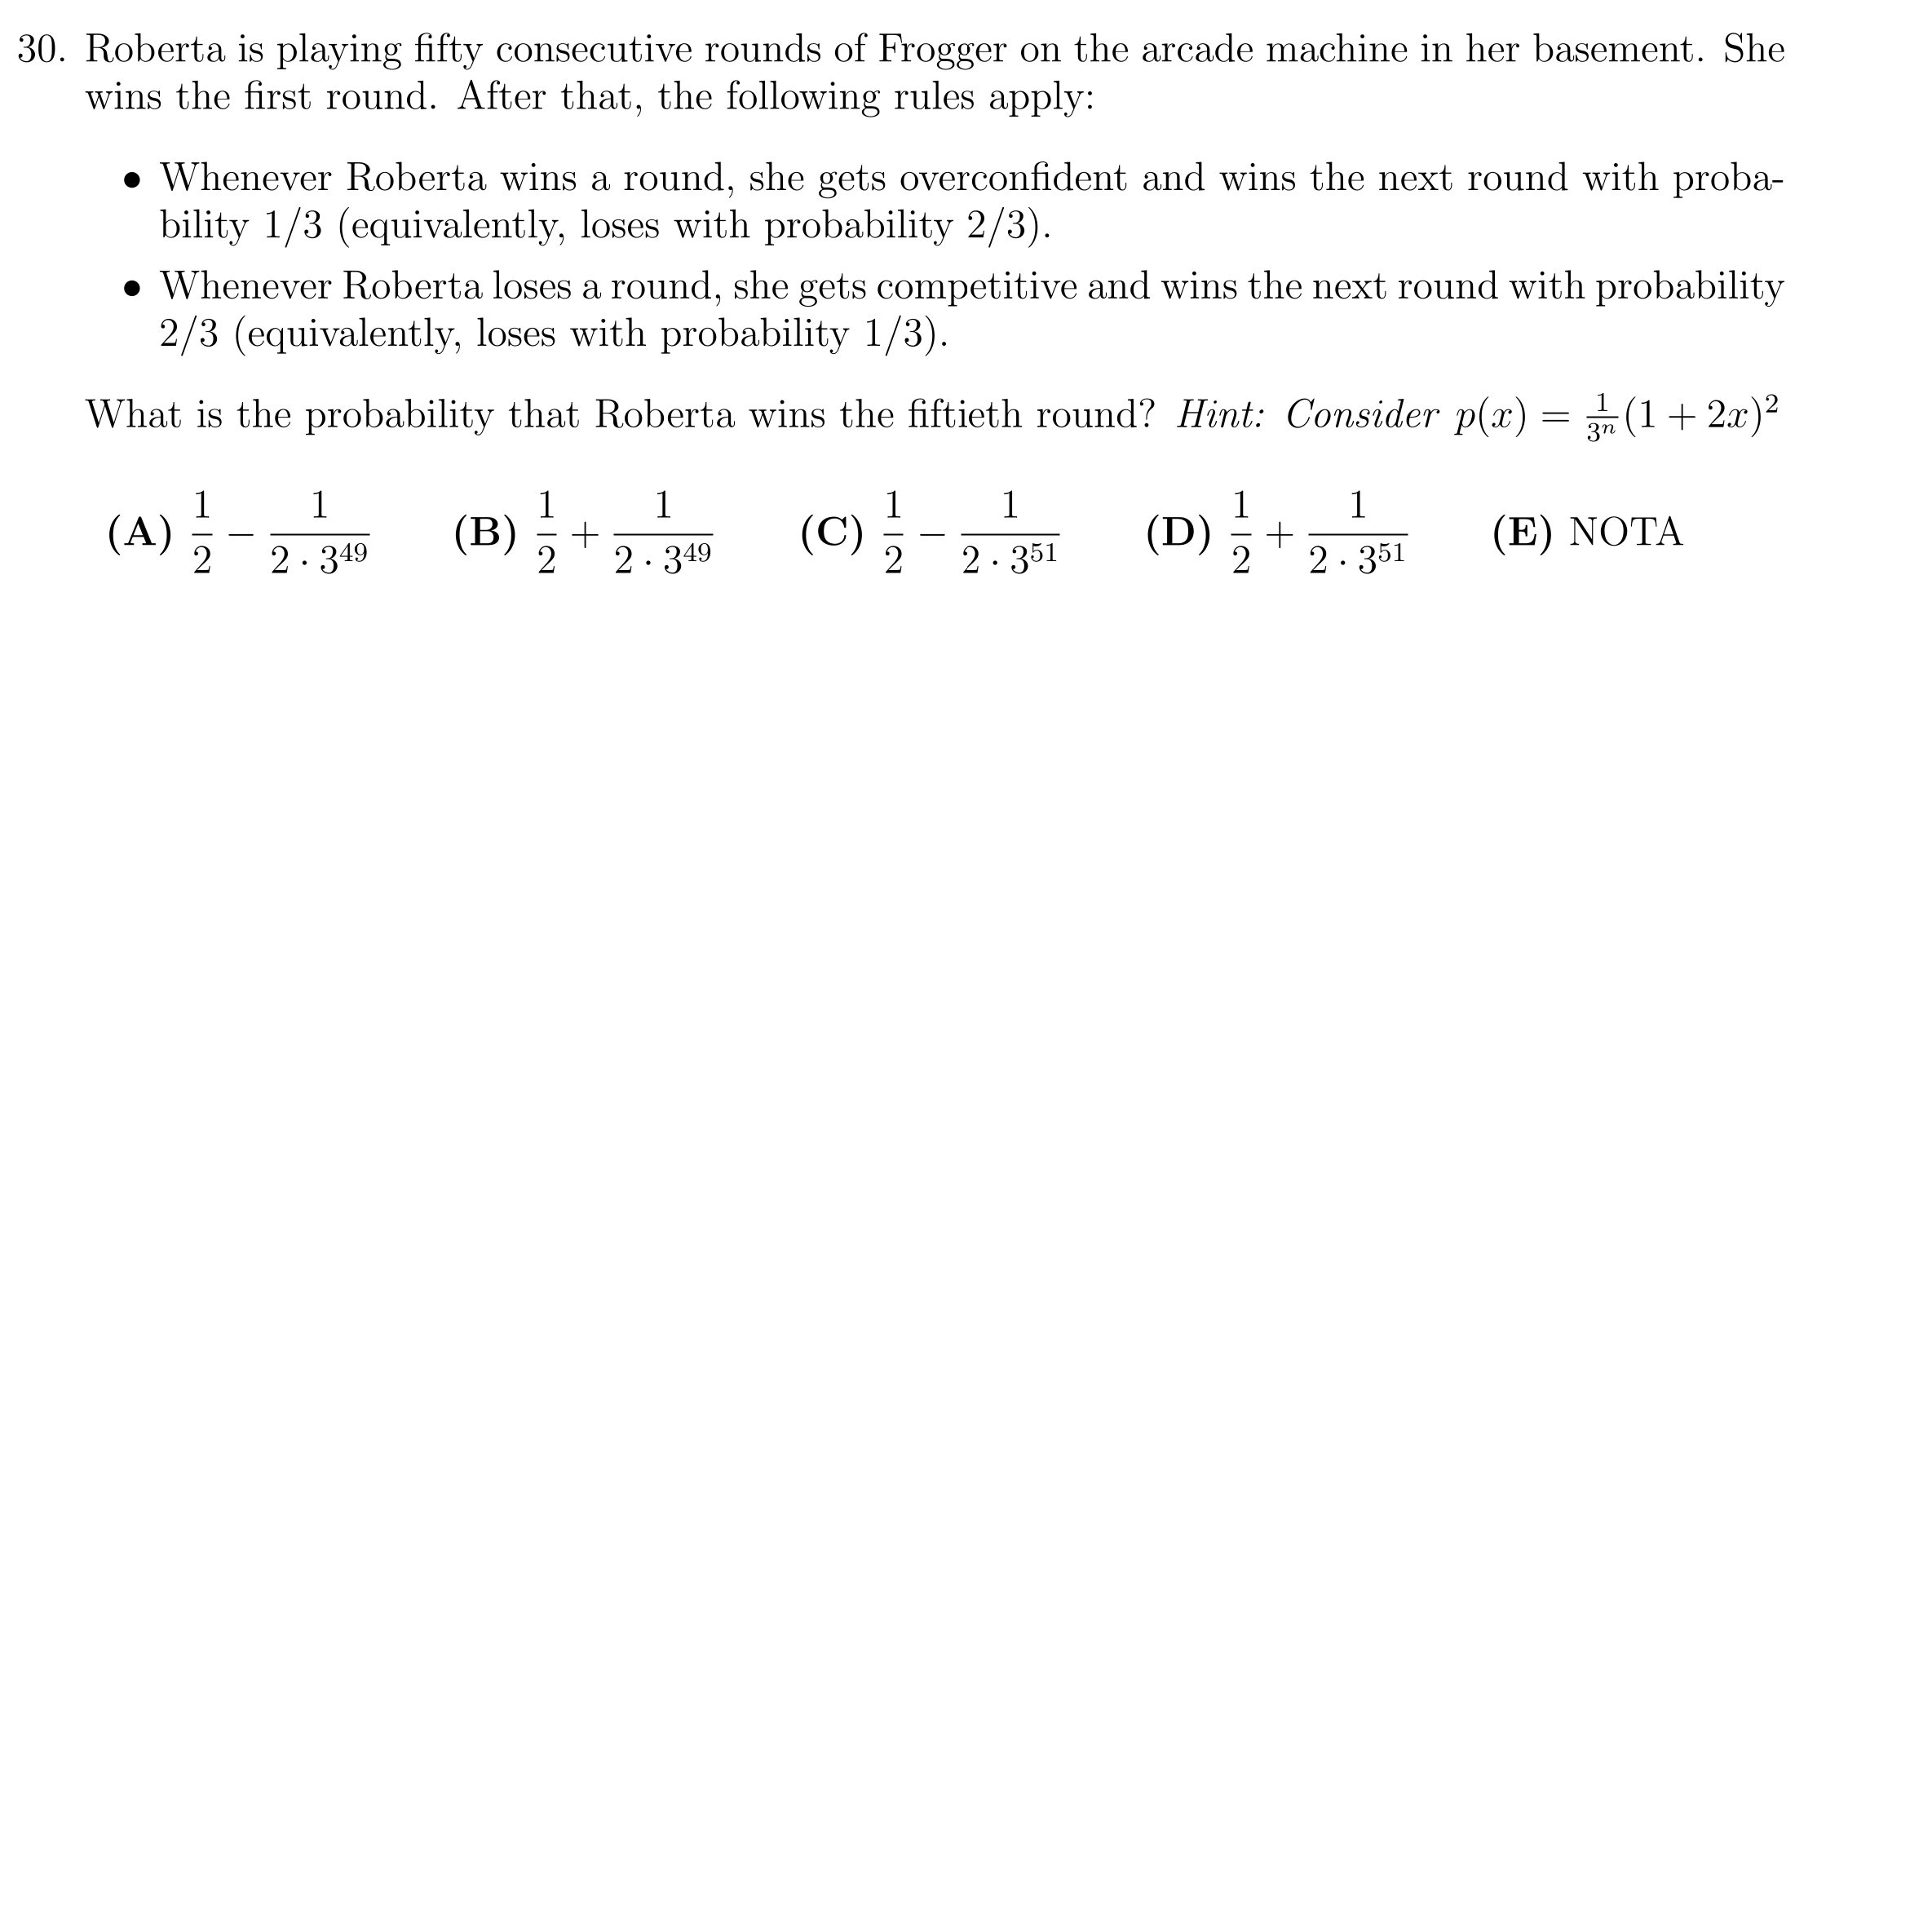 30. Roberta is playing fifty consecutive rounds of Frogger on the arcade machine in her basement. She
wins the first round. After that, the following rules apply:
• Whenever Roberta wins a round, she gets overconfident and wins the next round with proba-
bility 1/3 (equivalently, loses with probability 2/3).
• Whenever Roberta loses a round, she gets competitive and wins the next round with probability
2/3 (equivalently, loses with probability 1/3).
What is the probability that Roberta wins the fiftieth round? Hint: Consider $p(x) = \frac{1}{3^n}(1 + 2x)^2$
(A) $\frac{1}{2} - \frac{1}{2 \cdot 3^{49}}$ (B) $\frac{1}{2} + \frac{1}{2 \cdot 3^{49}}$ (C) $\frac{1}{2} - \frac{1}{2 \cdot 3^{51}}$ (D) $\frac{1}{2} + \frac{1}{2 \cdot 3^{51}}$ (E) NOTA